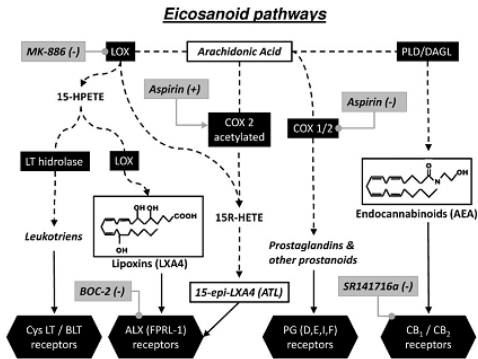 Eicosanoid pathways
MK-886 (-)
LOX
Arachidonic Acid
PLD/DAGL
15-HPETE
Aspirin (+)
Aspirin (-)
COX 2
acetylated
COX 1/2
LT hidrolase
LOX
OH OH
COOH
OH
O
N
H
OH
Endocannabinoids (AEA)
15R-HETE
Leukotriens
Lipoxins (LXA4)
Prostaglandins &
other prostanoids
BOC-2 (-)
15-epi-LXA4 (ATL)
SR141716a (-)
Cys LT / BLT
receptors
ALX (FPRL-1)
receptors
PG (D,E,I,F)
receptors
CB1 / CB2
receptors